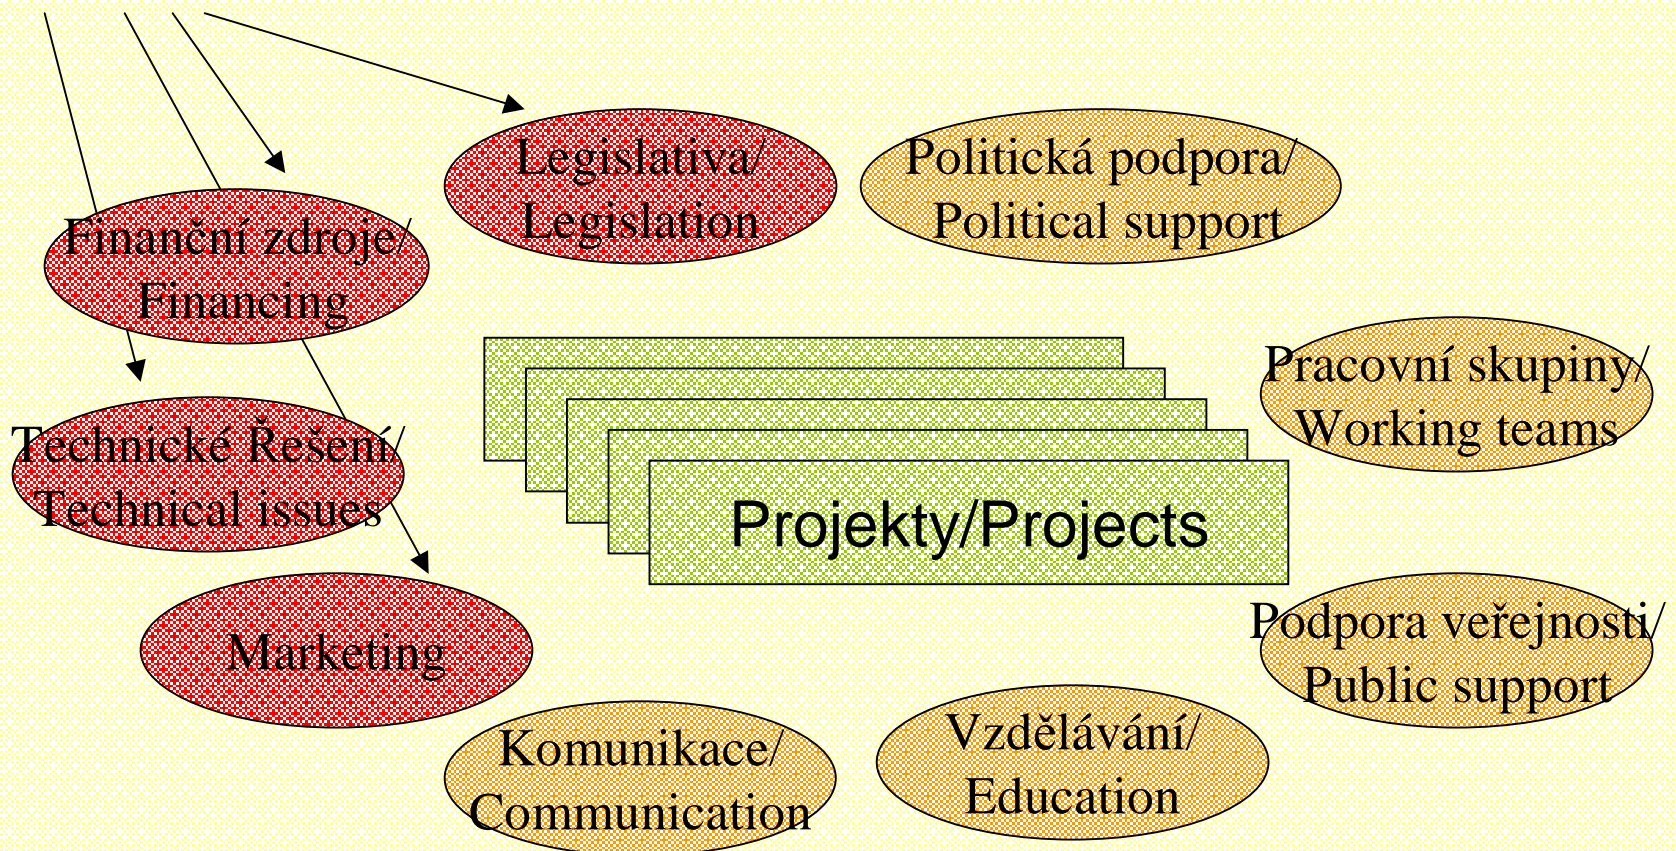 Legislativa/
Legislation
Politická podpora/
Political support
Finanční zdroje/
Financing
Pracovní skupiny/
Working teams
Technické Řešení/
Technical issues
Projekty/Projects
Marketing
Podpora veřejnosti/
Public support
Komunikace/
Communication
Vzdělávání/
Education